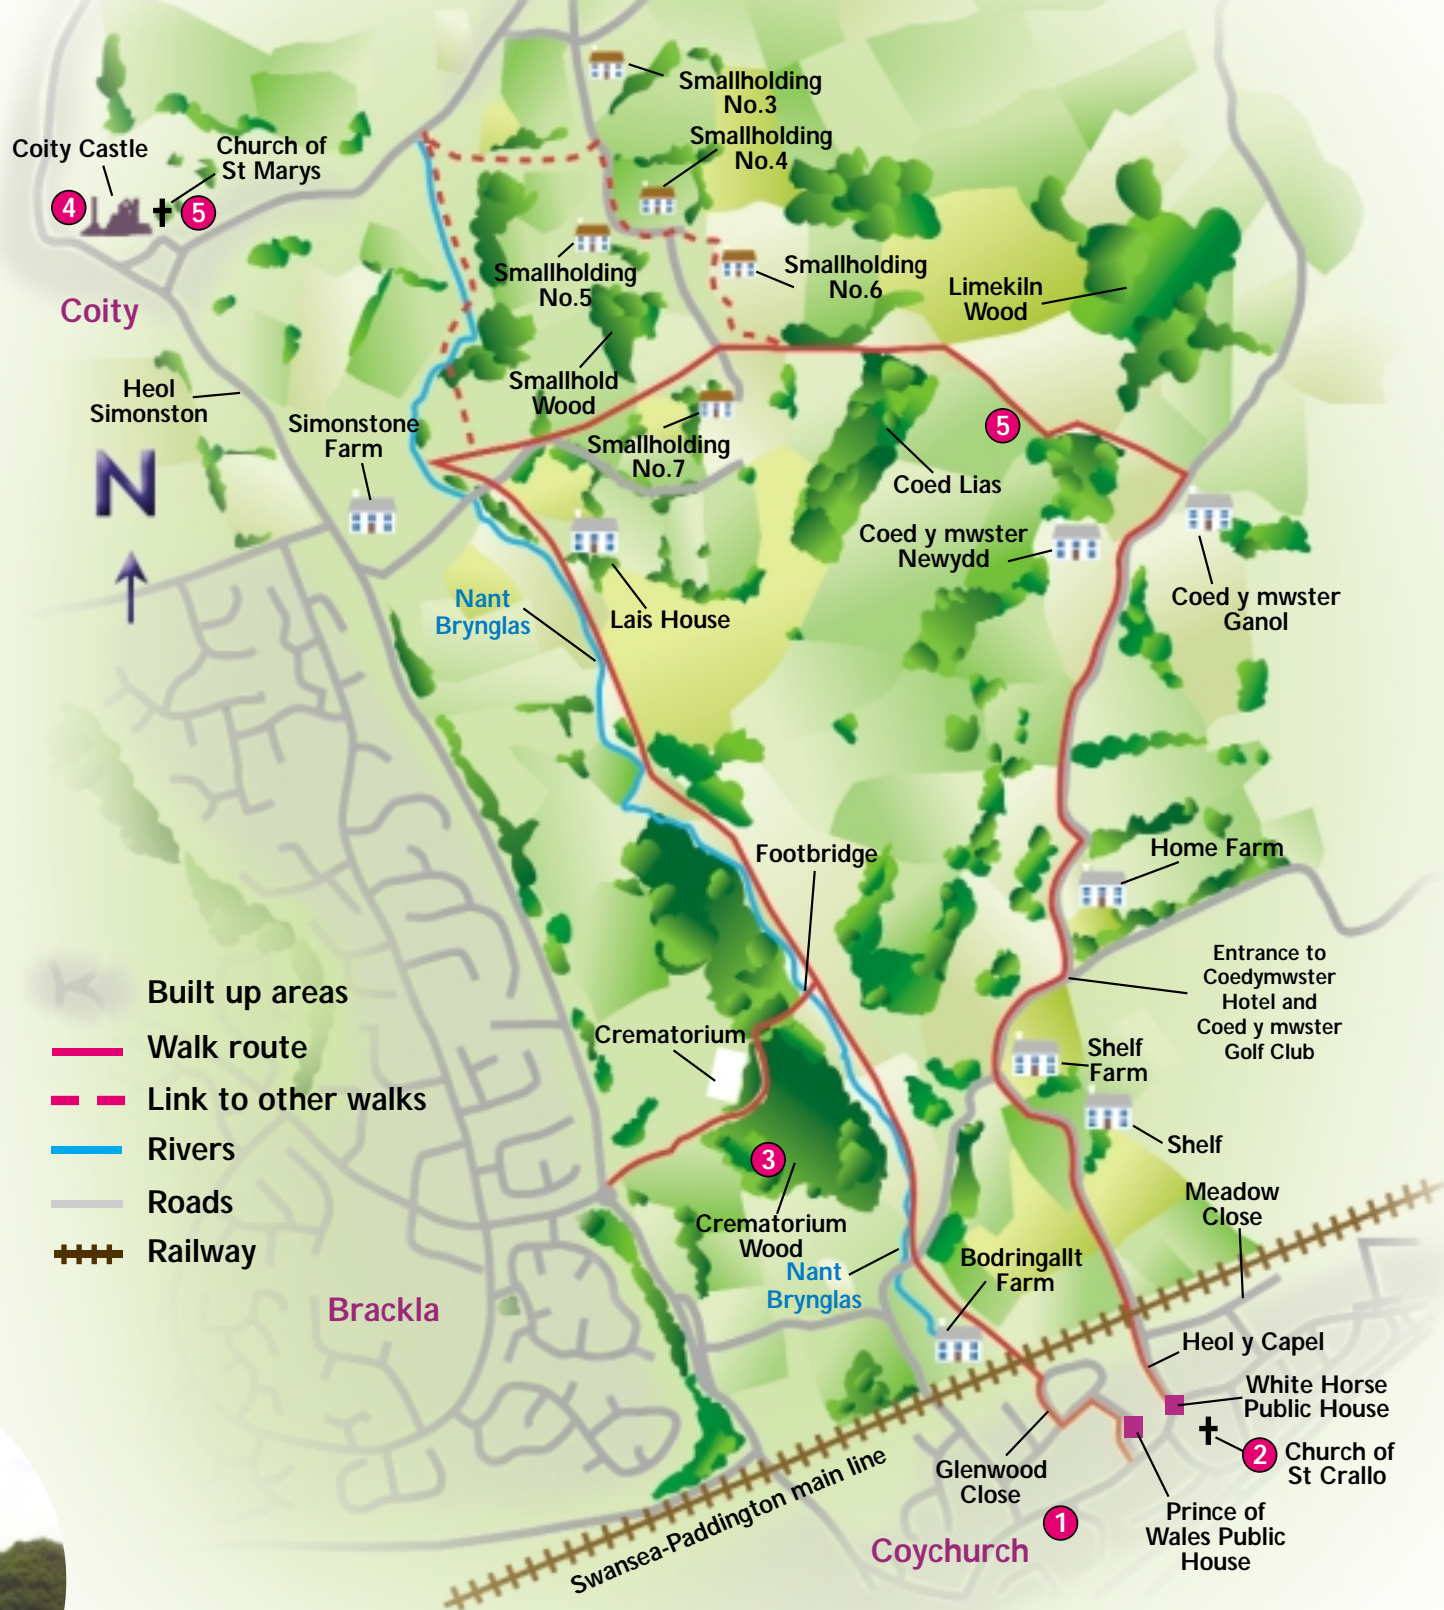 Smallholding
No.3
Smallholding
No.4
Coity Castle
Church of
St Marys
4
5
Smallholding
No.5
Smallholding
No.6
Limekiln
Wood
Coity
Heol
Simonston
Smallhold
Wood
Simonstone
Farm
5
Smallholding
No.7
Coed Lias
N
Coed y mwster
Newydd
Coed y mwster
Ganol
Nant
Brynglas
Lais House
Footbridge
Home Farm
Entrance to
Coedymwster
Hotel and
Coed y mwster
Golf Club
Built up areas
Walk route
Link to other walks
Rivers
Roads
Railway
Crematorium
Shelf
Farm
Shelf
3
Crematorium
Wood
Meadow
Close
Nant
Brynglas
Bodringallt
Farm
Brackla
Heol y Capel
White Horse
Public House
2
Church of
St Crallo
Glenwood
Close
Swansea-Paddington main line
Prince of
Wales Public
House
1
Coychurch